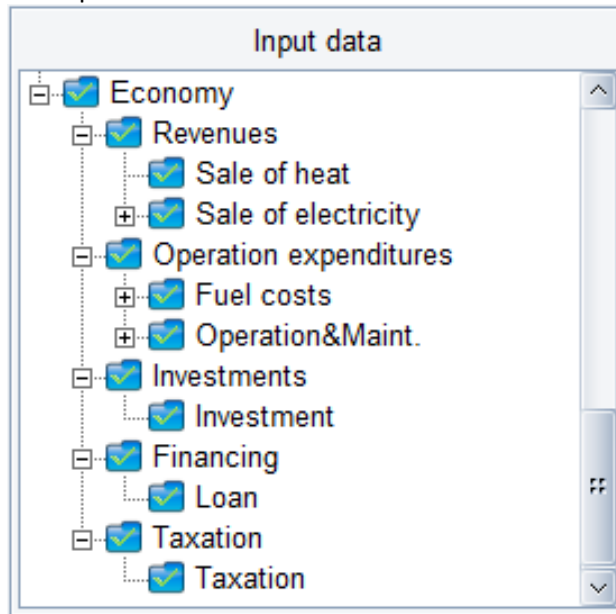 Input data
Economy
Revenues
Sale of heat
Sale of electricity
Operation expenditures
Fuel costs
Operation&Maint.
Investments
Investment
Financing
Loan
Taxation
Taxation